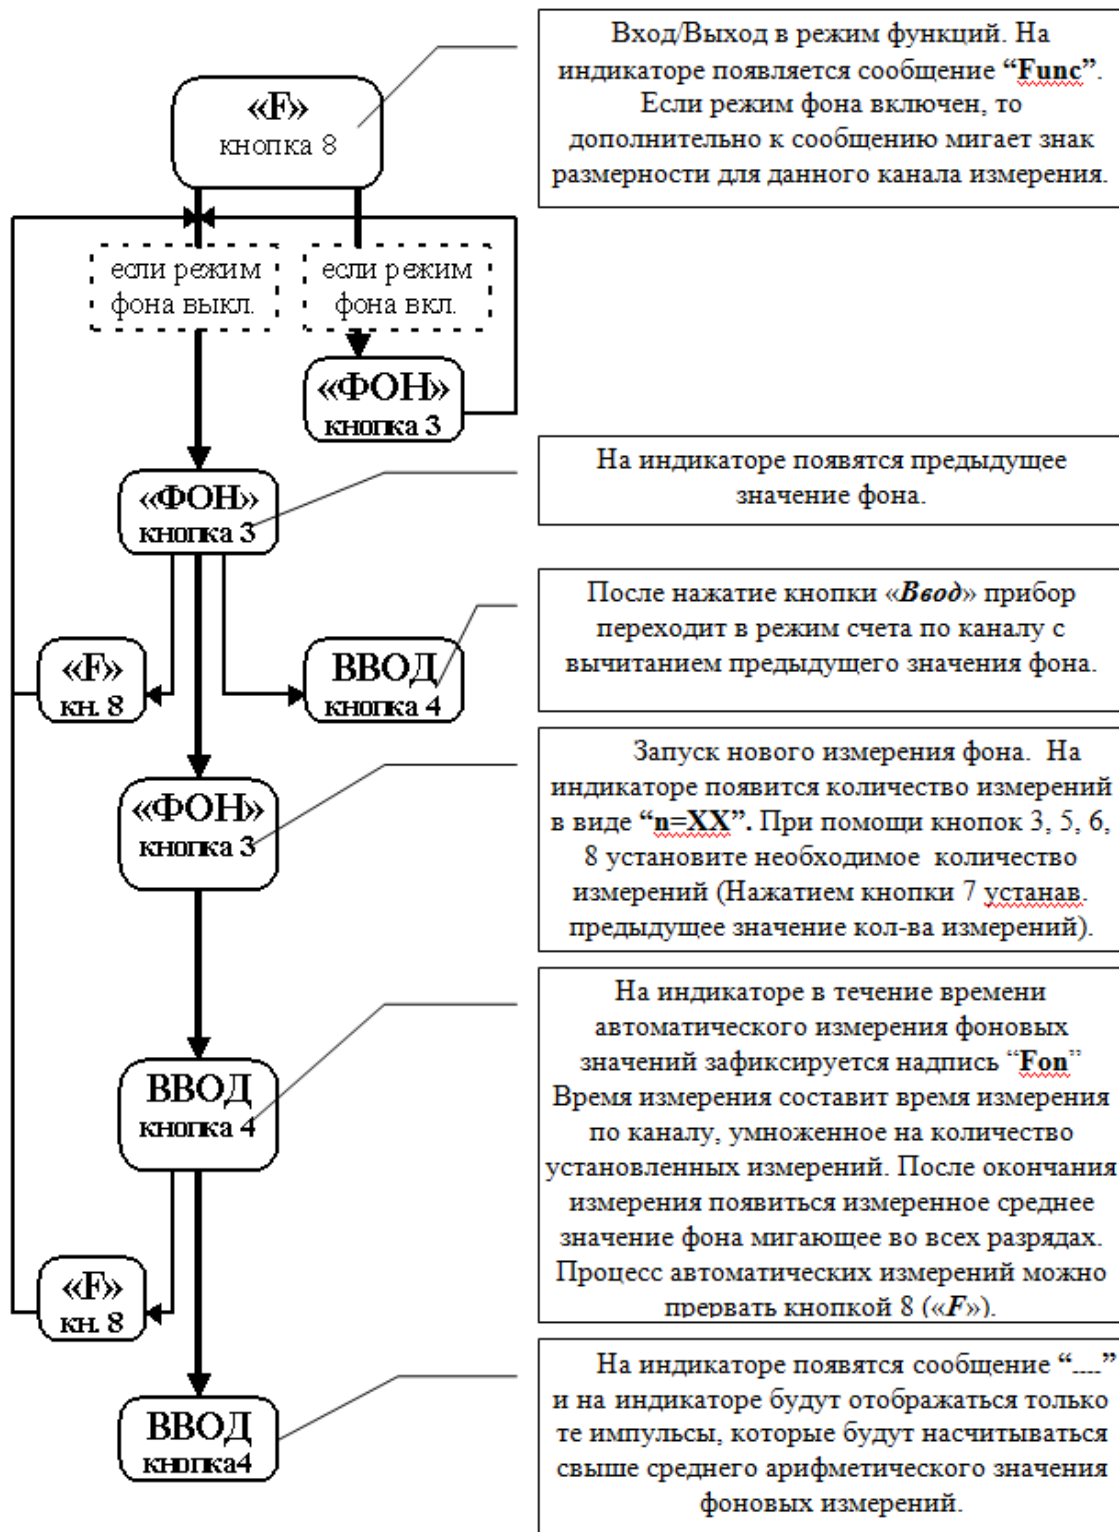 Вход/Выход в режим функций. На
индикаторе появляется сообщение “Func”.
Если режим фона включен, то
дополнительно к сообщению мигает знак
размерности для данного канала измерения.
«F»
кнопка 8
если режим
фона выкл.
если режим
фона вкл.
«ФОН»
кнопка 3
На индикаторе появятся предыдущее
значение фона.
«ФОН»
кнопка 3
После нажатие кнопки «Ввод» прибор
переходит в режим счета по каналу с
вычитанием предыдущего значения фона.
«F»
кн. 8
ВВОД
кнопка 4
Запуск нового измерения фона. На
индикаторе появится количество измерений
в виде “n=XX”. При помощи кнопок 3, 5, 6,
8 установите необходимое количество
измерений (Нажатием кнопки 7 устанав.
предыдущее значение кол-ва измерений).
«ФОН»
кнопка 3
На индикаторе в течение времени
автоматического измерения фоновых
значений зафиксируется надпись “Fon”
Время измерения составит время измерения
по каналу, умноженное на количество
установленных измерений. После окончания
измерения появиться измеренное среднее
значение фона мигающее во всех разрядах.
Процесс автоматических измерений можно
прервать кнопкой 8 («F»).
ВВОД
кнопка 4
«F»
кн. 8
На индикаторе появятся сообщение “....”
и на индикаторе будут отображаться только
те импульсы, которые будут насчитываться
свыше среднего арифметического значения
фоновых измерений.
ВВОД
кнопка4